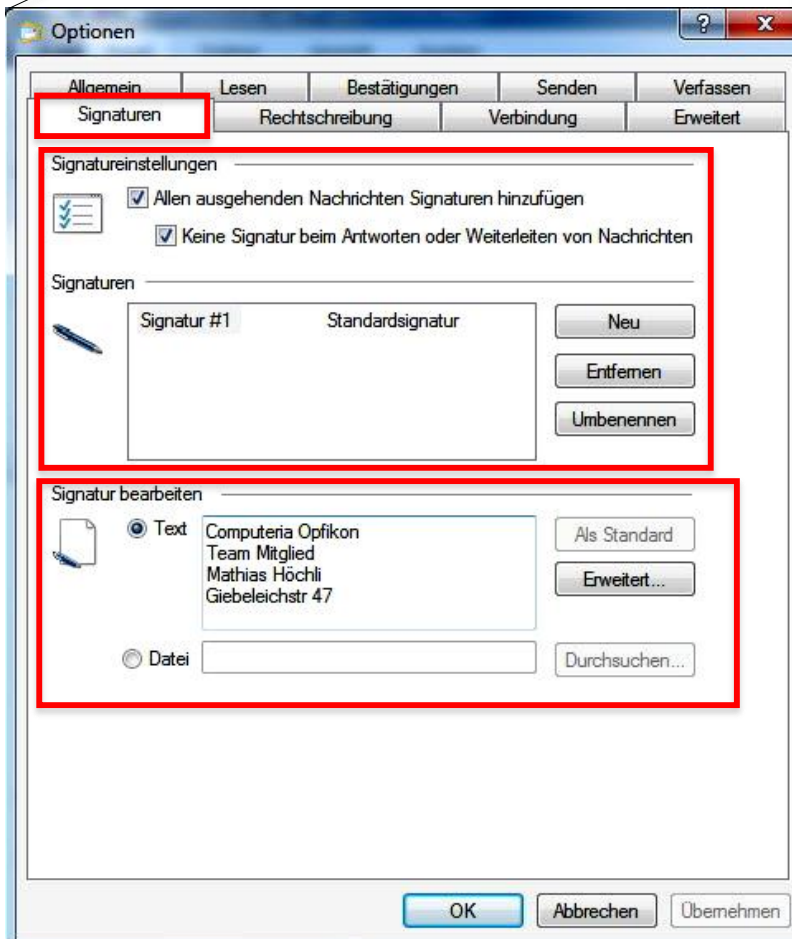 Optionen
?
X
Allgemein Lesen Bestätigungen Senden Verfassen
Signaturen Rechtschreibung Verbindung Erweitert
Signatureinstellungen
Allen ausgehenden Nachrichten Signaturen hinzufügen
Keine Signatur beim Antworten oder Weiterleiten von Nachrichten
Signaturen
Signatur #1 Standardsignatur
Neu
Entfernen
Umbenennen
Signatur bearbeiten
Text
Computeria Opfikon
Team Mitglied
Mathias Höchli
Giebeleichstr 47
Als Standard
Erweitert...
Datei
Durchsuchen...
OK Abbrechen Übernehmen